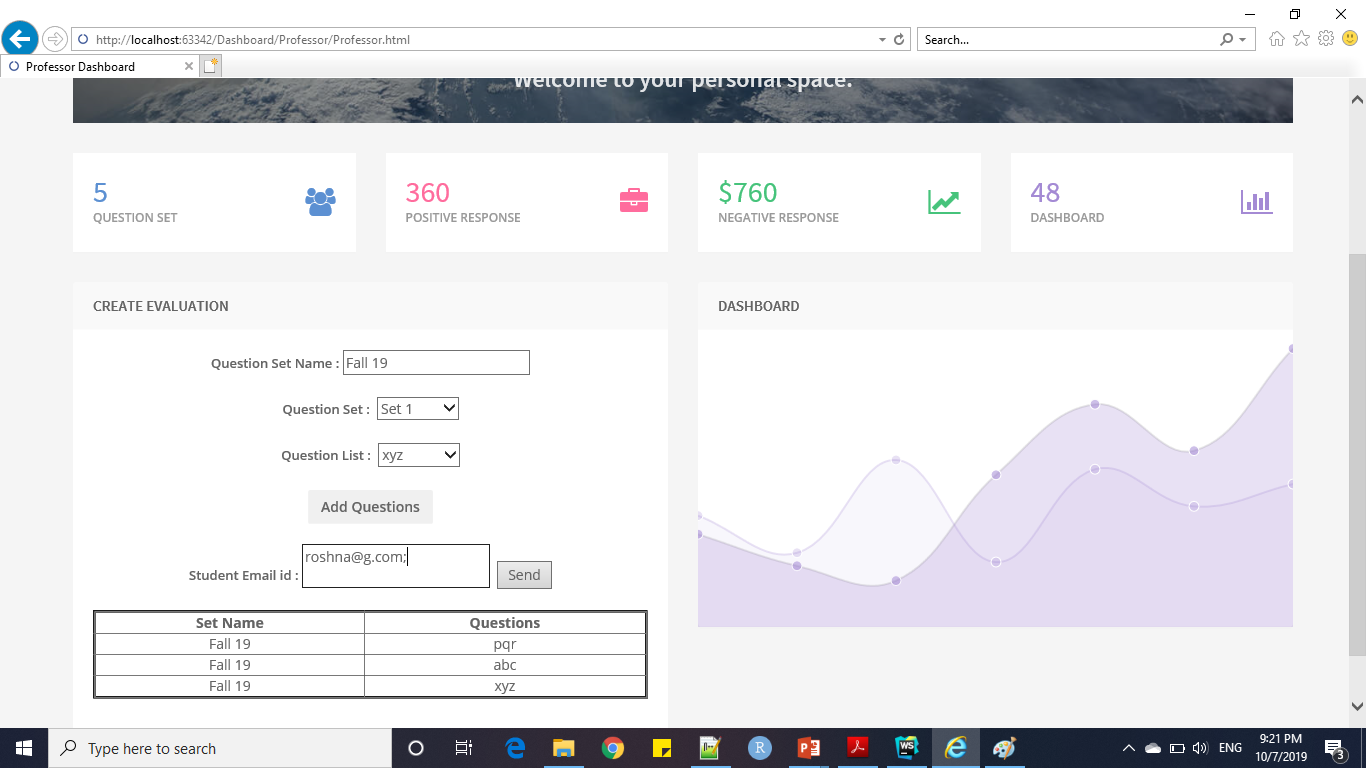 http://localhost:63342/Dashboard/Professor/Professor.html
Search...
Professor Dashboard
Welcome to your personal space.
5
QUESTION SET
360
POSITIVE RESPONSE
$760
NEGATIVE RESPONSE
48
DASHBOARD
CREATE EVALUATION
DASHBOARD
Question Set Name : Fall 19
Question Set : Set 1
Question List : xyz
Add Questions
Student Email id : roshna@g.com; Send
Set Name Questions
Fall 19 pqr
Fall 19 abc
Fall 19 xyz
Type here to search
R
WS
ENG
9:21 PM
10/7/2019
3